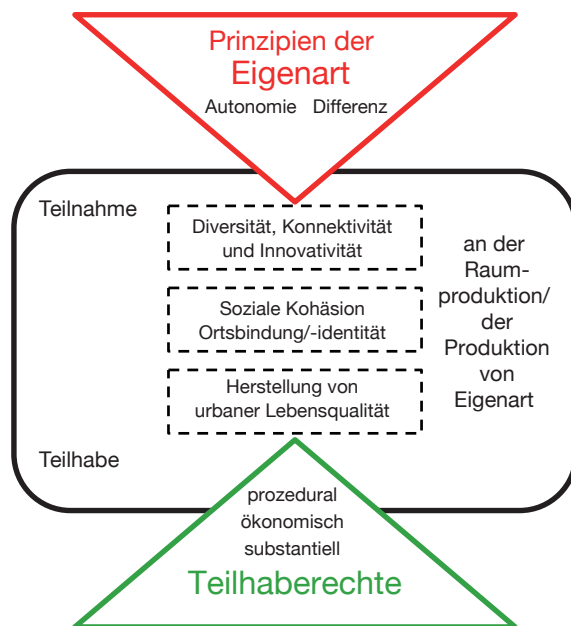 Prinzipien der
Eigenart
Autonomie Differenz
Teilnahme
Diversität, Konnektivität
und Innovativität
Soziale Kohäsion
Ortsbindung/-identität
Herstellung von
urbaner Lebensqualität
an der
Raum-
produktion/
der
Produktion
von
Eigenart
Teilhabe
prozedural
ökonomisch
substantiell
Teilhaberechte